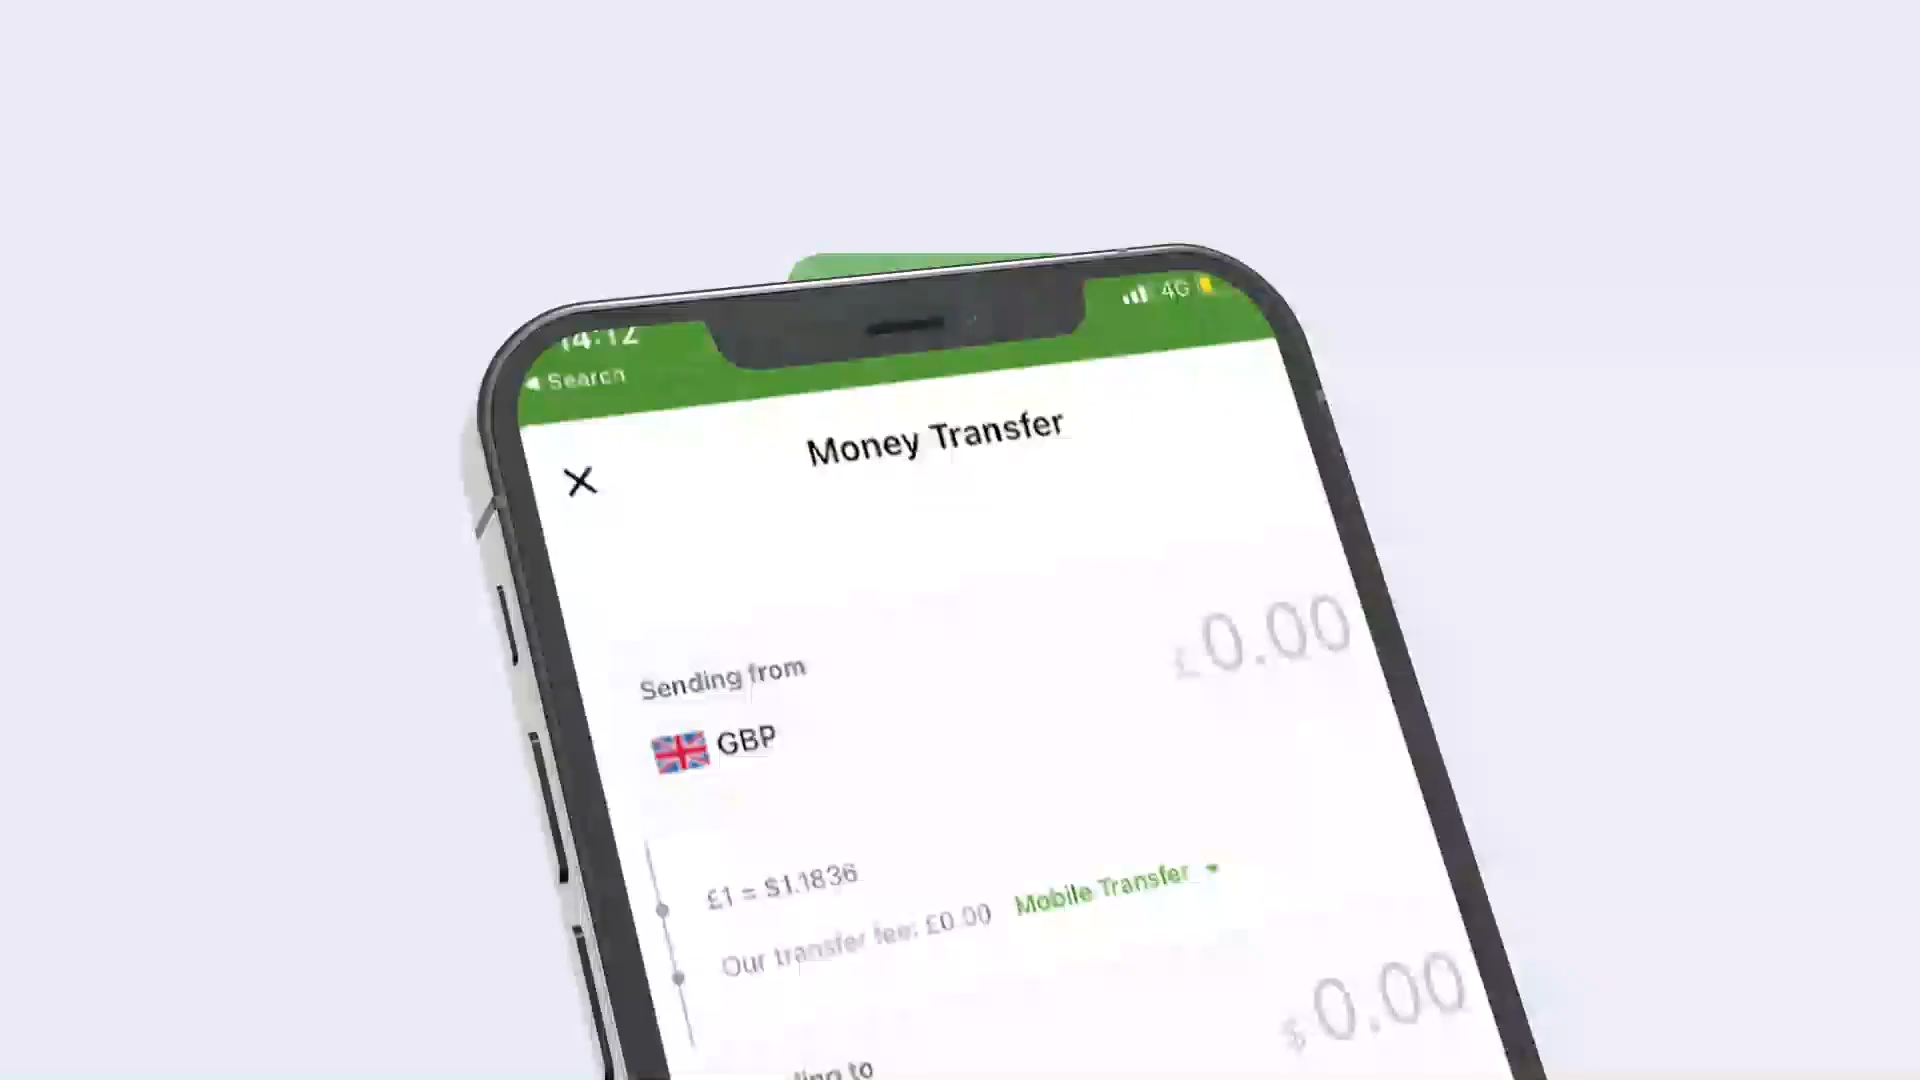 14:12
4G
Search
Money Transfer
£0.00
Sending from
GBP
£1 = $1.1836
Our transfer fee: £0.00 Mobile Transfer
$0.00
to